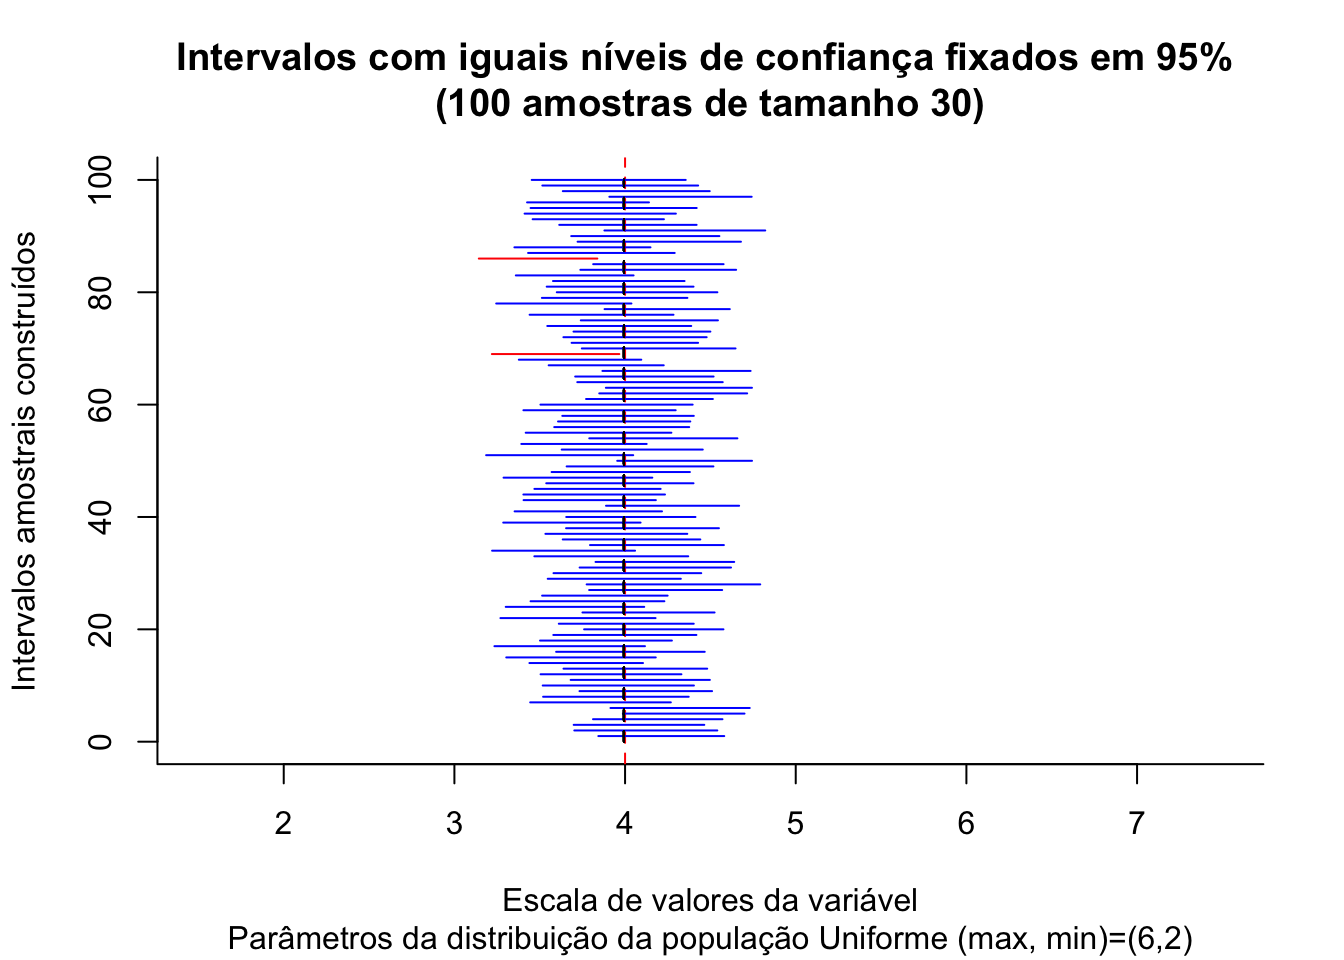 Intervalos com iguais níveis de confiança fixados em 95%
(100 amostras de tamanho 30)
Intervalos amostrais construídos
100
80
60
40
20
0
2 3 4 5 6 7
Escala de valores da variável
Parâmetros da distribuição da população Uniforme (max, min)=(6,2)